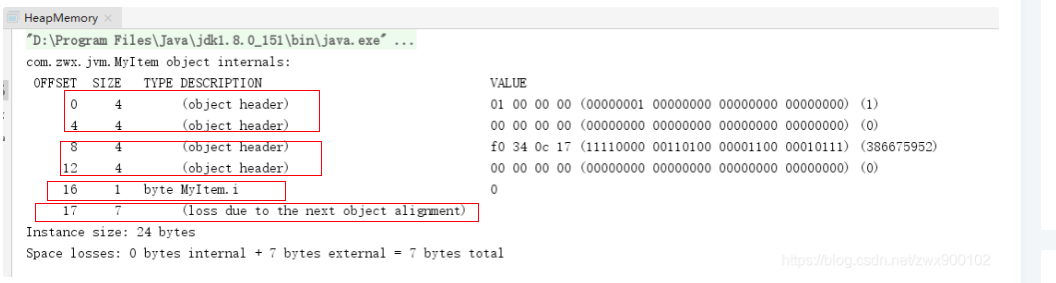 HeapMemory ×
"D:\Program Files\Java\jdk1.8.0_151\bin\java.exe" ...
com.zwx.jvm.MyItem object internals:
OFFSET SIZE TYPE DESCRIPTION VALUE
0 4 (object header) 01 00 00 00 (00000001 00000000 00000000 00000000) (1)
4 4 (object header) 00 00 00 00 (00000000 00000000 00000000 00000000) (0)
8 4 (object header) f0 34 0c 17 (11110000 00110100 00001100 00010111) (386675952)
12 4 (object header) 00 00 00 00 (00000000 00000000 00000000 00000000) (0)
16 1 byte MyItem.i 0
17 7 (loss due to the next object alignment)
Instance size: 24 bytes
Space losses: 0 bytes internal + 7 bytes external = 7 bytes total
https://blog.csdn.net/zwx900102